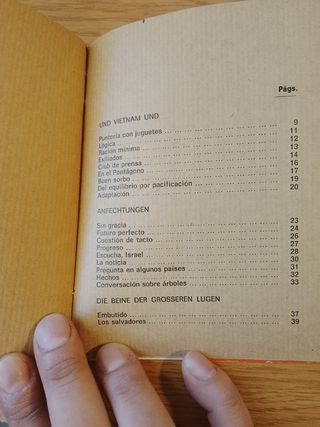 Págs.
UND VIETNAM UND
Puntería con juguetes ... 9
Lógica ... 11
Ración mínima ... 12
Exiliados ... 13
Club de prensa ... 14
En el Pentágono ... 16
Buen sorbo ... 17
Del equilibrio por pacificación ... 18
Adaptación ... 20
ANFECHTUNGEN
Sin gracia ... 23
Futuro perfecto ... 24
Cuestión de tacto ... 26
Progreso ... 27
Escucha, Israel ... 28
La noticia ... 30
Pregunta en algunos países ... 31
Hechos ... 32
Conversación sobre árboles ... 33
DIE BEINE DER GROSSEREN LUGEN
Embutido ... 37
Los salvadores ... 39